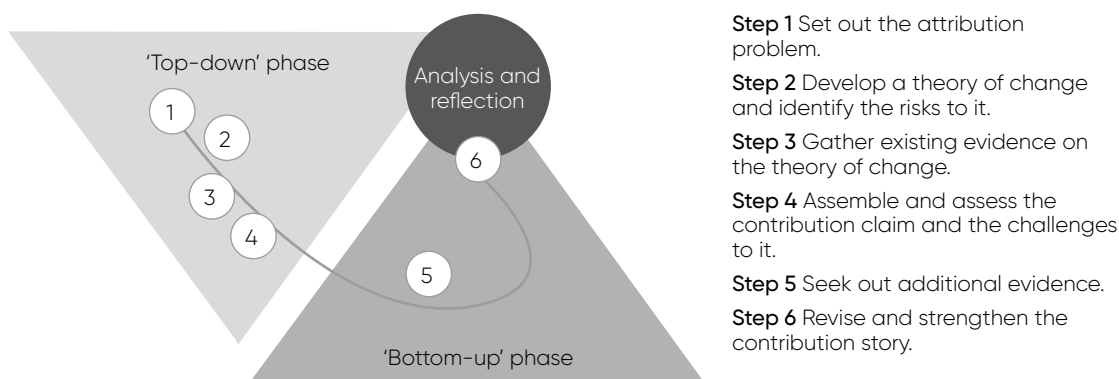 'Top-down' phase
1
2
3
4
Analysis and
reflection
6
5
'Bottom-up' phase
Step 1 Set out the attribution
problem.
Step 2 Develop a theory of change
and identify the risks to it.
Step 3 Gather existing evidence on
the theory of change.
Step 4 Assemble and assess the
contribution claim and the challenges
to it.
Step 5 Seek out additional evidence.
Step 6 Revise and strengthen the
contribution story.